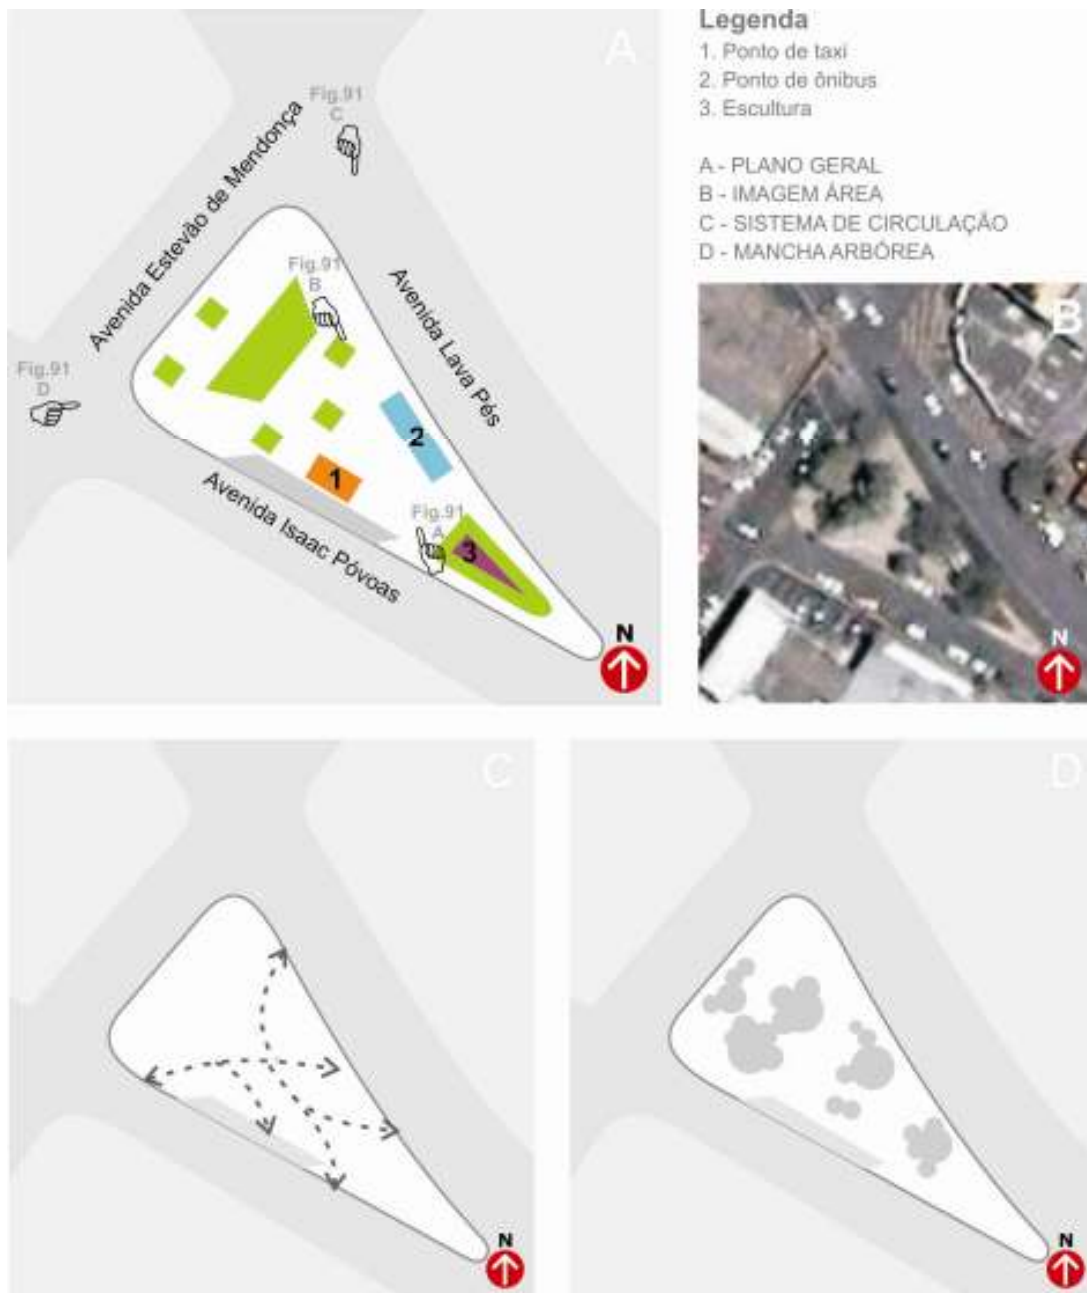 A
Legenda
1. Ponto de taxi
2. Ponto de ônibus
3. Escultura
A - PLANO GERAL
B - IMAGEM ÁREA
C - SISTEMA DE CIRCULAÇÃO
D - MANCHA ARBÓREA
Fig.91
C
Avenida Estevão de Mendonça
Fig.91
B
Avenida Lava Pés
Fig.91
D
1
2
Avenida Isaac Póvoas
Fig.91
A
3
N
B
N
C
N
D
N